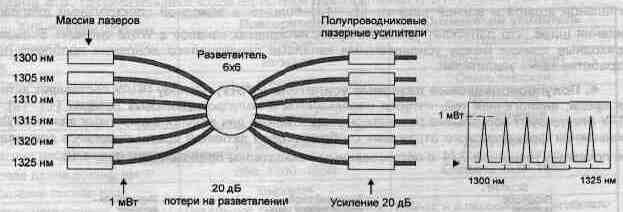 Массив лазеров
Полупроводниковые
лазерные усилители
Разветвитель
6x6
1300 нм
1305 нм
1310 нм
1315 нм
1320 нм
1325 нм
1 мВт
20 дБ
потери на разветвлении
Усиление 20 дБ
1 мВт
1300 нм
1325 нм